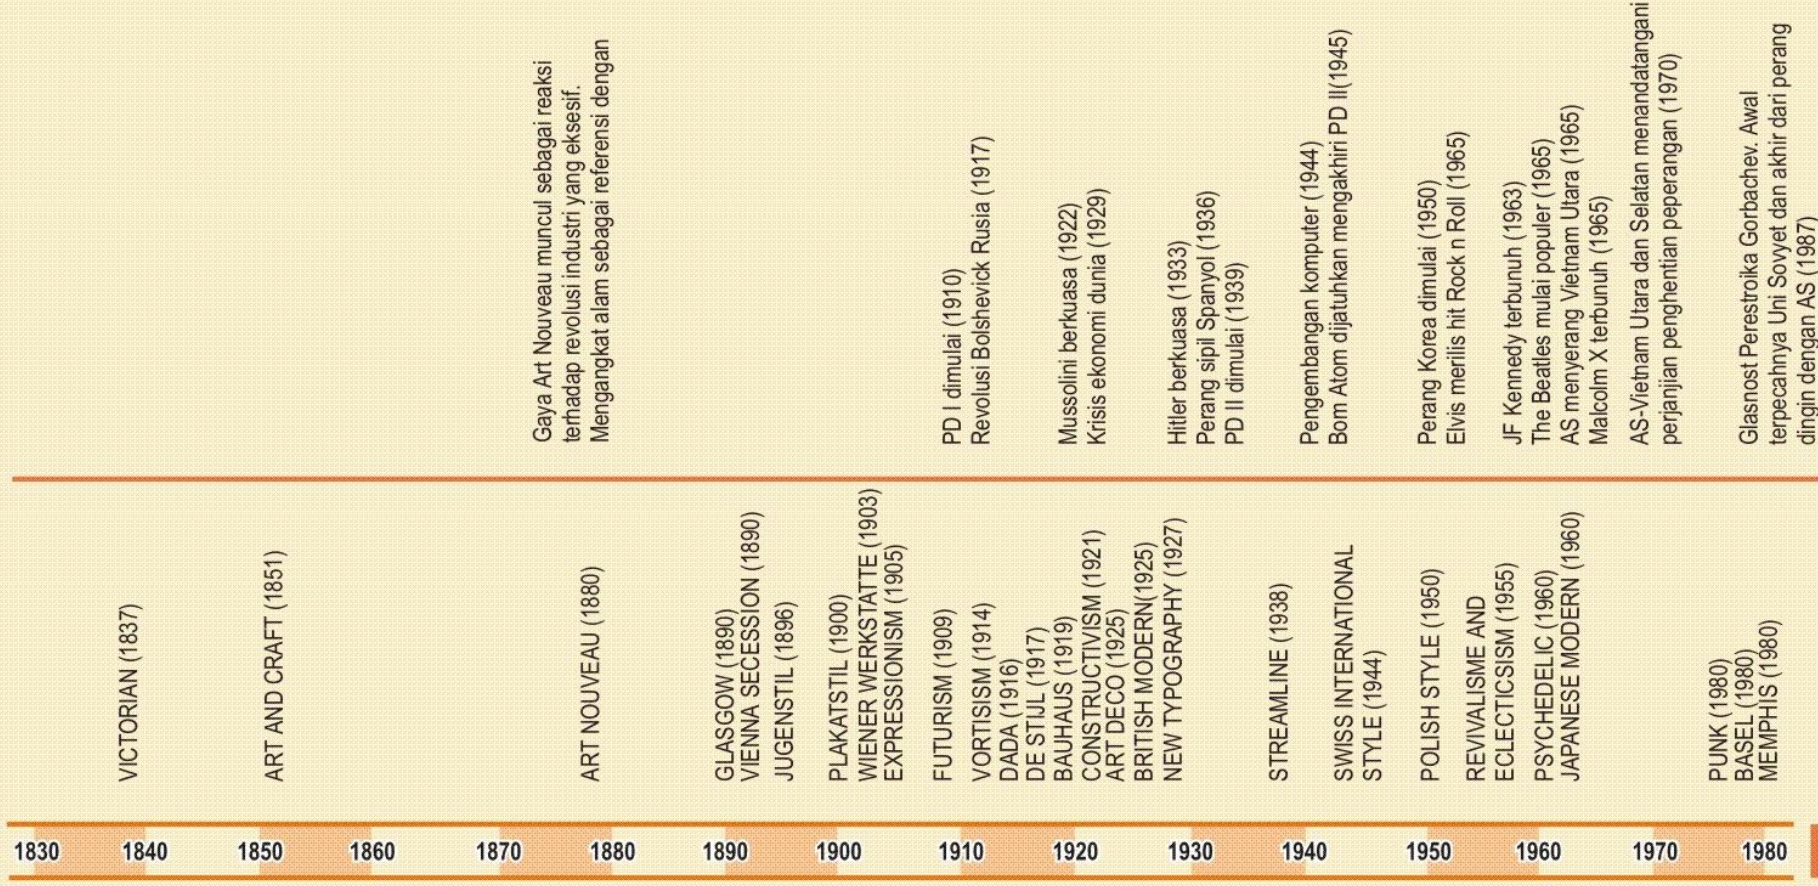 Gaya Art Nouveau muncul sebagai reaksi
terhadap revolusi industri yang eksesif.
Mengangkat alam sebagai referensi dengan
PD I dimulai (1910)
Revolusi Bolshevick Rusia (1917)
Mussolini berkuasa (1922)
Krisis ekonomi dunia (1929)
Hitler berkuasa (1933)
Perang sipil Spanyol (1936)
PD II dimulai (1939)
Pengembangan komputer (1944)
Bom Atom dijatuhkan mengakhiri PD II(1945)
Perang Korea dimulai (1950)
Elvis merilis hit Rock n Roll (1965)
JF Kennedy terbunuh (1963)
The Beatles mulai populer (1965)
AS menyerang Vietnam Utara (1965)
Malcolm X terbunuh (1965)
AS-Vietnam Utara dan Selatan menandatangani
perjanjian penghentian peperangan (1970)
Glasnost Perestroika Gorbachev. Awal
terpecahnya Uni Sovyet dan akhir dari perang
dingin dengan AS (1987)
VICTORIAN (1837)
ART AND CRAFT (1851)
ART NOUVEAU (1880)
GLASGOW (1890)
VIENNA SECESSION (1890)
JUGENSTIL (1896)
PLAKATSTIL (1900)
WIENER WERKSTATTE (1903)
EXPRESSIONISM (1905)
FUTURISM (1909)
VORTISISM (1914)
DADA (1916)
DE STIJL (1917)
BAUHAUS (1919)
CONSTRUCTIVISM (1921)
ART DECO (1925)
BRITISH MODERN(1925)
NEW TYPOGRAPHY (1927)
STREAMLINE (1938)
SWISS INTERNATIONAL
STYLE (1944)
POLISH STYLE (1950)
REVIVALISME AND
ECLECTICSISM (1955)
PSYCHEDELIC (1960)
JAPANESE MODERN (1960)
PUNK (1980)
BASEL (1980)
MEMPHIS (1980)
1830 1840 1850 1860 1870 1880 1890 1900 1910 1920 1930 1940 1950 1960 1970 1980